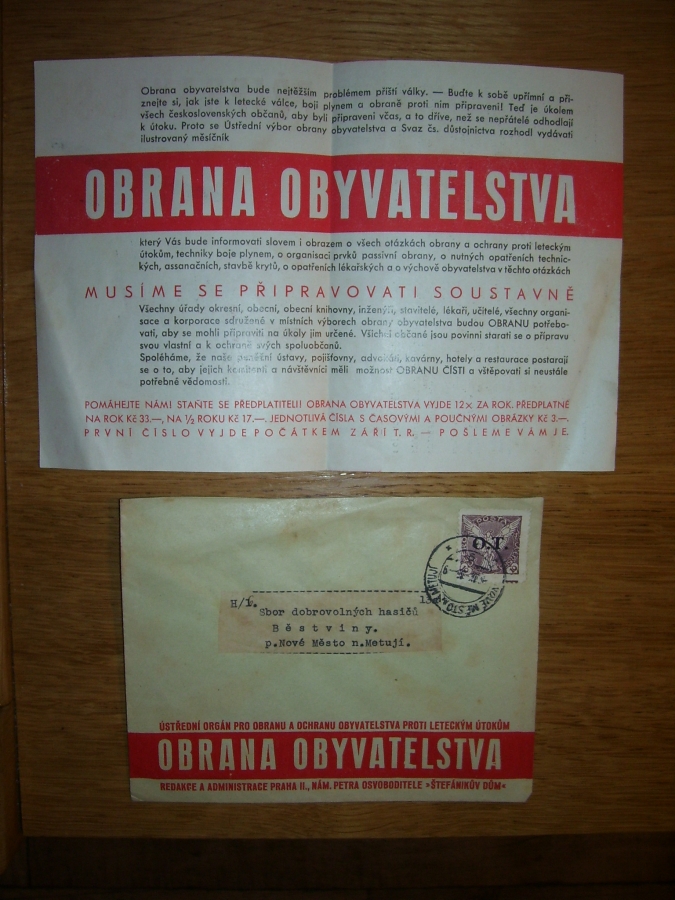 Obrana obyvatelstva bude nejtěžším problémem příští války. — Buďte k sobě upřímní a při-
znejte si, jak jste k letecké válce, boji plynem a obraně proti nim připraveni! Teď je úkolem
všech československých občanů, aby byli připraveni včas, a to dříve, než se nepřátelé odhodlají
k útoku. Proto se Ústřední výbor obrany obyvatelstva a Svaz čs. důstojnictva rozhodl vydávati
ilustrovaný měsíčník
OBRANA OBYVATELSTVA
který Vás bude informovati slovem i obrazem o všech otázkách obrany a ochrany proti leteckým
útokům, techniky boje plynem, o organisaci prvků passivní obrany, o nutných opatřeních technic-
kých, assanačních, stavbě krytů, o opatřeních lékařských a o výchově obyvatelstva v těchto otázkách
MUSÍME SE PŘIPRAVOVATI SOUSTAVNĚ
Všechny úřady okresní, obecní, obecní knihovny, inženýři, stavitelé, lékaři, učitelé, všechny organi-
sace a korporace sdružené v místních výborech obrany obyvatelstva budou OBRANU potřebo-
vati, aby se mohli připraviti na úkoly jim určené. Všichni občané jsou povinni starati se o přípravu
svou vlastní a k ochraně svých spoluobčanů.
Spoléháme, že naše peněžní ústavy, pojišťovny, advokáti, kavárny, hotely a restaurace postarají
se o to, aby jejich komitenti a návštěvníci měli možnost OBRANU ČÍSTI a vštěpovati si neustále
potřebné vědomosti.
POMÁHEJTE NÁMI STAŇTE SE PŘEDPLATITELI! OBRANA OBYVATELSTVA VYJDE 12× ZA ROK. PŘEDPLATNÉ
NA ROK Kč 33.—, NA ½ ROKU Kč 17.—. JEDNOTLIVÁ ČÍSLA S ČASOVÝMI A POUČNÝMI OBRÁZKY Kč 3.—.
PRVNÍ ČÍSLO VYJDE POČÁTKEM ZÁŘÍ T. R. — POŠLEME VÁM JE.
POŠTA
O.T.
NOVÉ MĚSTO n. METUJÍ
H/1.
Sbor dobrovolných hasičů
Běstviny.
p.Nové Město n.Metují.
ÚSTŘEDNÍ ORGÁN PRO OBRANU A OCHRANU OBYVATELSTVA PROTI LETECKÝM ÚTOKŮM
OBRANA OBYVATELSTVA
REDAKCE A ADMINISTRACE PRAHA II., NÁM. PETRA OSVOBODITELE »ŠTEFÁNIKŮV DŮM«